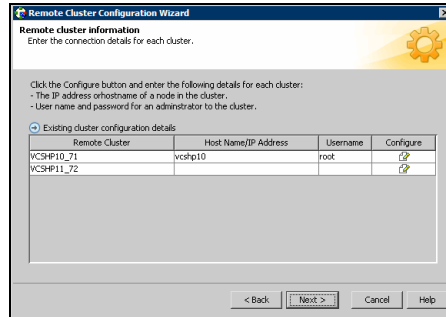 Remote Cluster Configuration Wizard
Remote cluster information
Enter the connection details for each cluster.
Click the Configure button and enter the following details for each cluster:
- The IP address orhostname of a node in the cluster.
- User name and password for an adminstrator to the cluster.
Existing cluster configuration details
Remote Cluster Host Name/IP Address Username Configure
VCSHP10_71 vcshp10 root
VCSHP11_72
< Back Next > Cancel Help